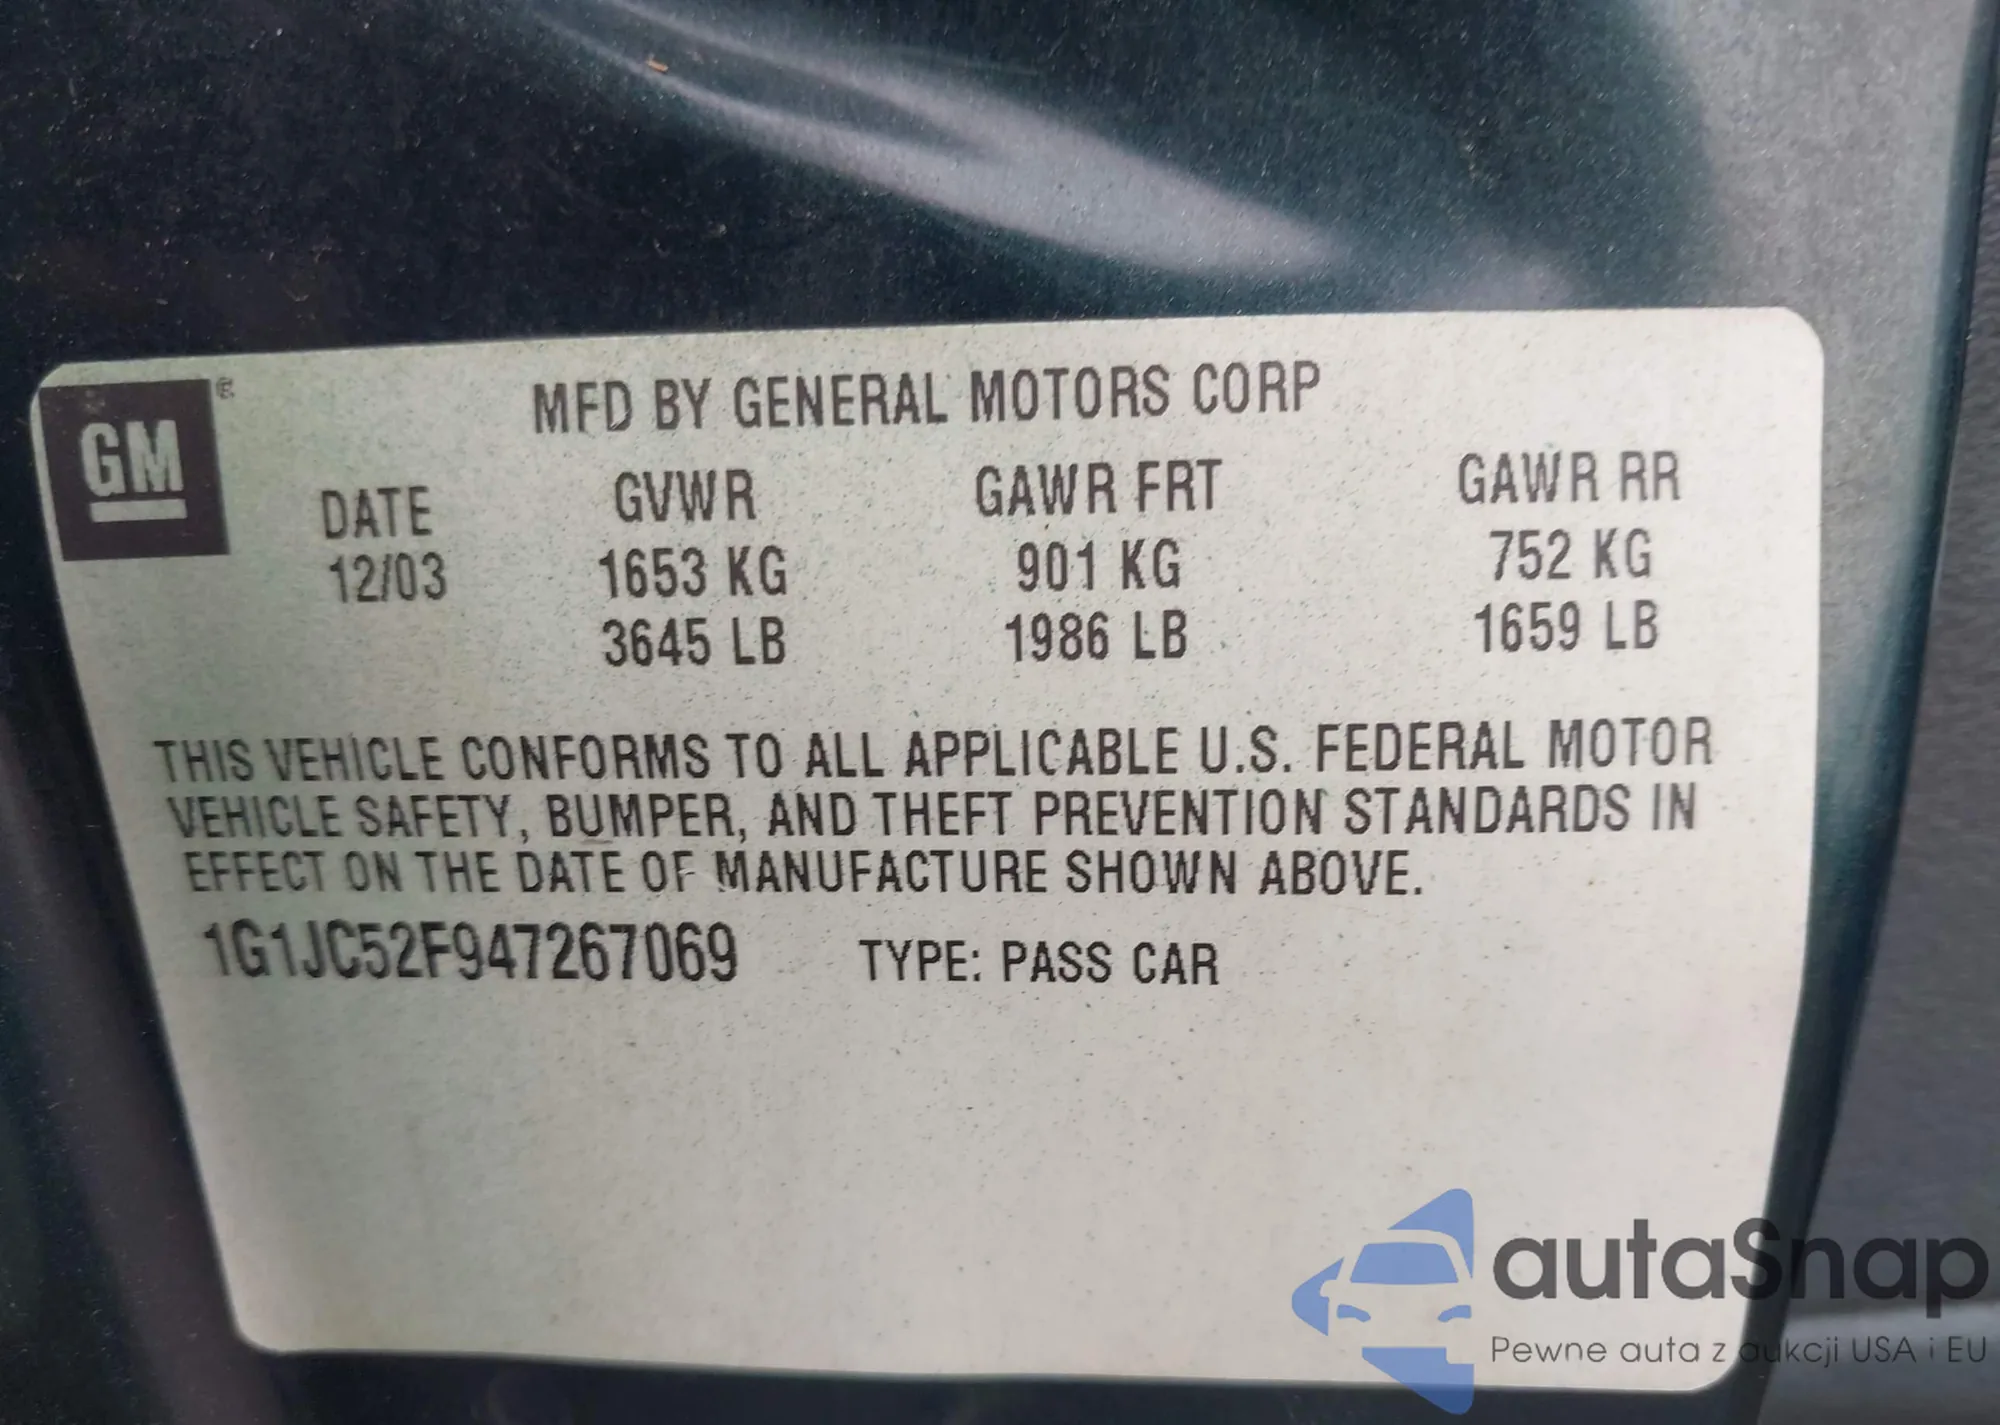 GM ®
MFD BY GENERAL MOTORS CORP
DATE GVWR GAWR FRT GAWR RR
12/03 1653 KG 901 KG 752 KG
3645 LB 1986 LB 1659 LB
THIS VEHICLE CONFORMS TO ALL APPLICABLE U.S. FEDERAL MOTOR
VEHICLE SAFETY, BUMPER, AND THEFT PREVENTION STANDARDS IN
EFFECT ON THE DATE OF MANUFACTURE SHOWN ABOVE.
1G1JC52F947267069 TYPE: PASS CAR
autaSnap
Pewne auta z aukcji USA i EU